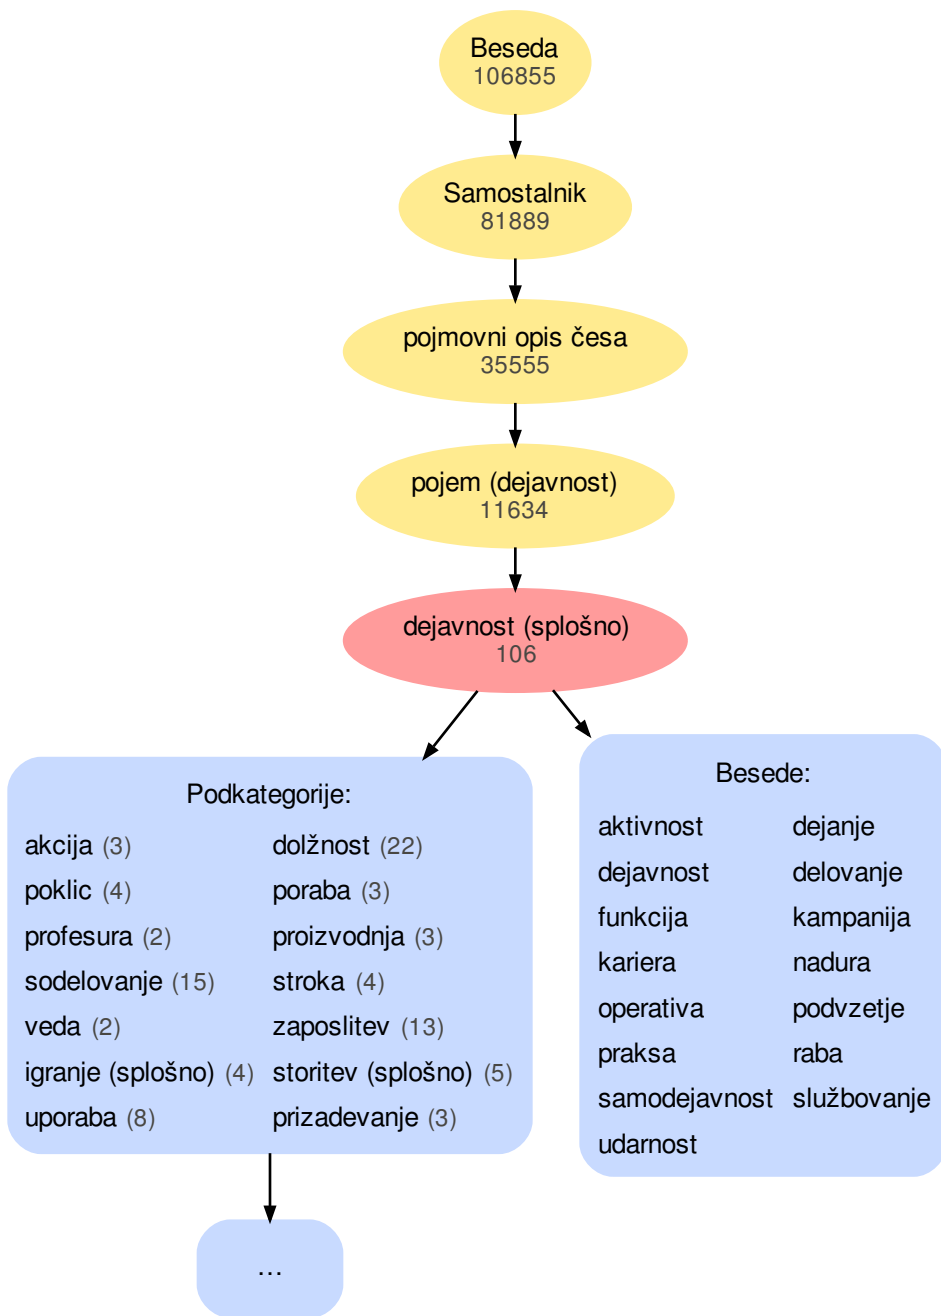 Beseda
106855
Samostalnik
81889
pojmovni opis česa
35555
pojem (dejavnost)
11634
dejavnost (splošno)
106
Podkategorije:
akcija (3) dolžnost (22)
poklic (4) poraba (3)
profesura (2) proizvodnja (3)
sodelovanje (15) stroka (4)
veda (2) zaposlitev (13)
igranje (splošno) (4) storitev (splošno) (5)
uporaba (8) prizadevanje (3)
...
Besede:
aktivnost dejanje
dejavnost delovanje
funkcija kampanija
kariera nadura
operativa podvzetje
praksa raba
samodejavnost službovanje
udarnost